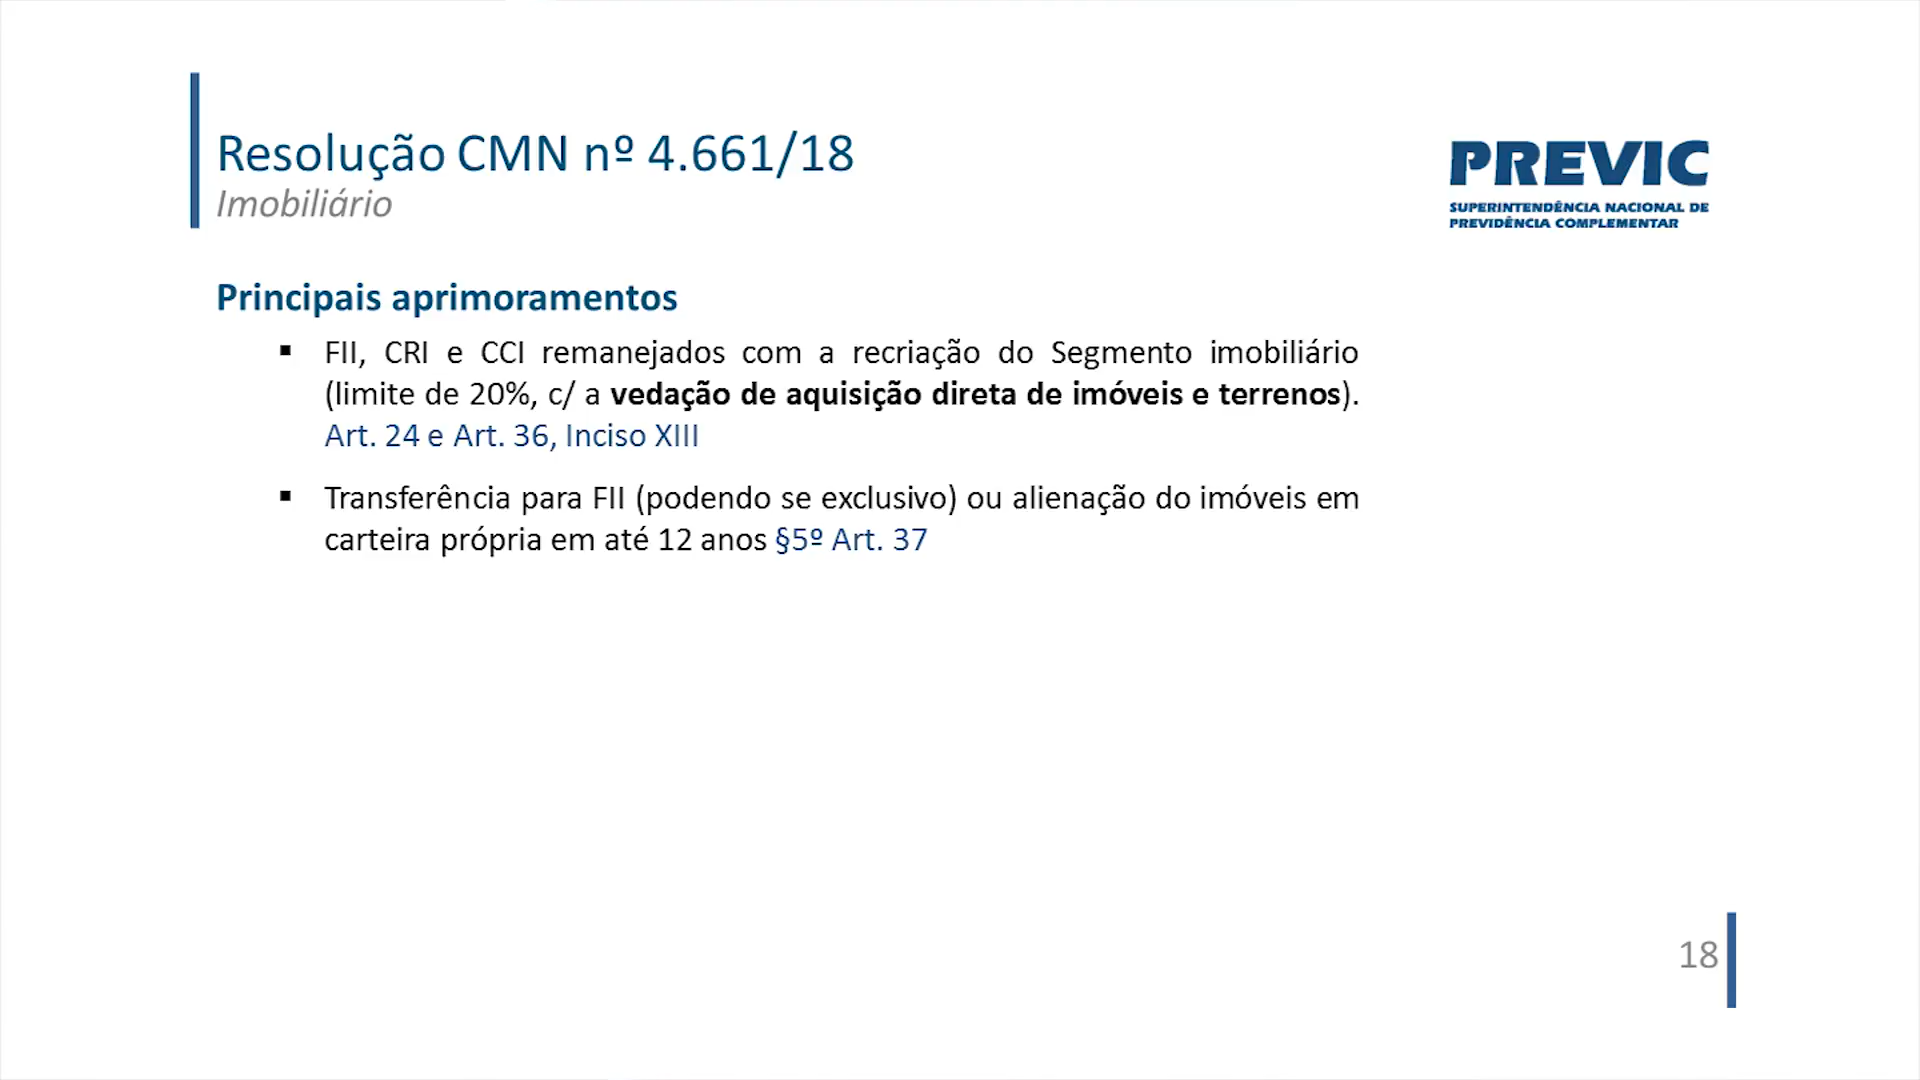 Resolução CMN nº 4.661/18
Imobiliário
PREVIC
SUPERINTENDÊNCIA NACIONAL DE
PREVIDÊNCIA COMPLEMENTAR
Principais aprimoramentos
▪ FII, CRI e CCI remanejados com a recriação do Segmento imobiliário
(limite de 20%, c/ a vedação de aquisição direta de imóveis e terrenos).
Art. 24 e Art. 36, Inciso XIII
▪ Transferência para FII (podendo se exclusivo) ou alienação do imóveis em
carteira própria em até 12 anos §5º Art. 37
18